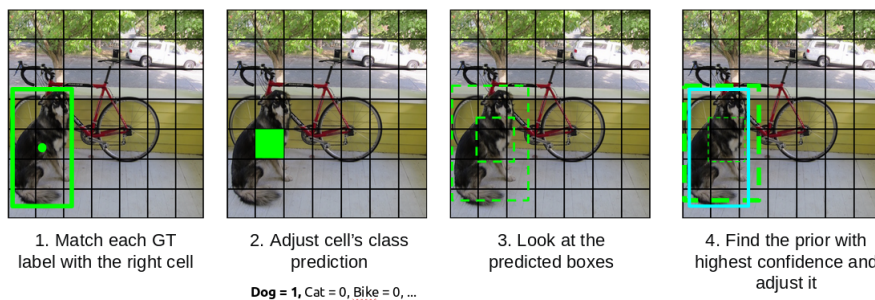 1. Match each GT
label with the right cell
2. Adjust cell's class
prediction
Dog = 1, Cat = 0, Bike = 0, ...
3. Look at the
predicted boxes
4. Find the prior with
highest confidence and
adjust it